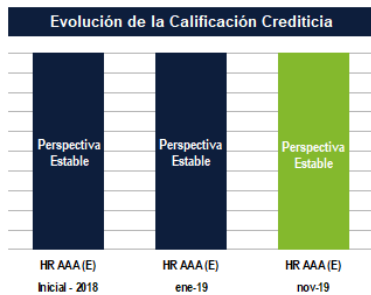 Evolución de la Calificación Crediticia
Perspectiva Estable
Perspectiva Estable
Perspectiva Estable
HR AAA (E) HR AAA (E) HR AAA (E)
Inicial - 2018 ene-19 nov-19